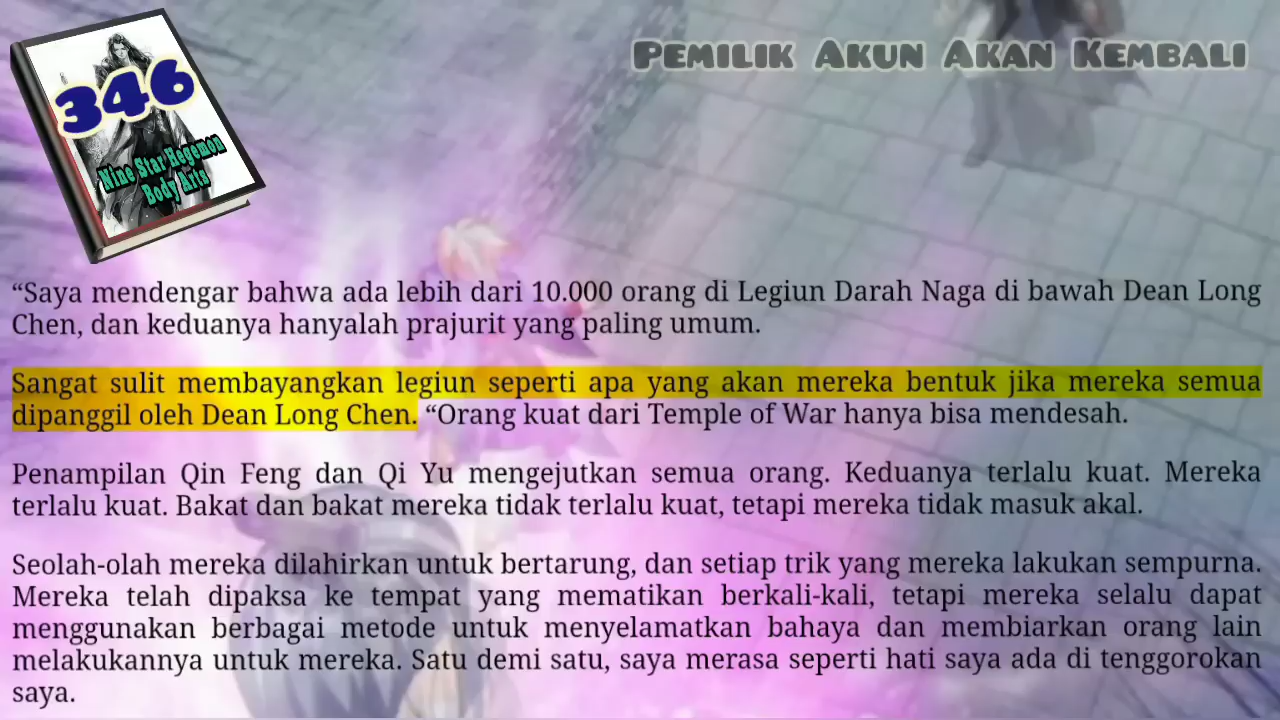 346
Nine Star Hegemon
Body Arts
Pemilik Akun Akan Kembali
“Saya mendengar bahwa ada lebih dari 10.000 orang di Legiun Darah Naga di bawah Dean Long
Chen, dan keduanya hanyalah prajurit yang paling umum.
Sangat sulit membayangkan legiun seperti apa yang akan mereka bentuk jika mereka semua
dipanggil oleh Dean Long Chen. “Orang kuat dari Temple of War hanya bisa mendesah.
Penampilan Qin Feng dan Qi Yu mengejutkan semua orang. Keduanya terlalu kuat. Mereka
terlalu kuat. Bakat dan bakat mereka tidak terlalu kuat, tetapi mereka tidak masuk akal.
Seolah-olah mereka dilahirkan untuk bertarung, dan setiap trik yang mereka lakukan sempurna.
Mereka telah dipaksa ke tempat yang mematikan berkali-kali, tetapi mereka selalu dapat
menggunakan berbagai metode untuk menyelamatkan bahaya dan membiarkan orang lain
melakukannya untuk mereka. Satu demi satu, saya merasa seperti hati saya ada di tenggorokan
saya.